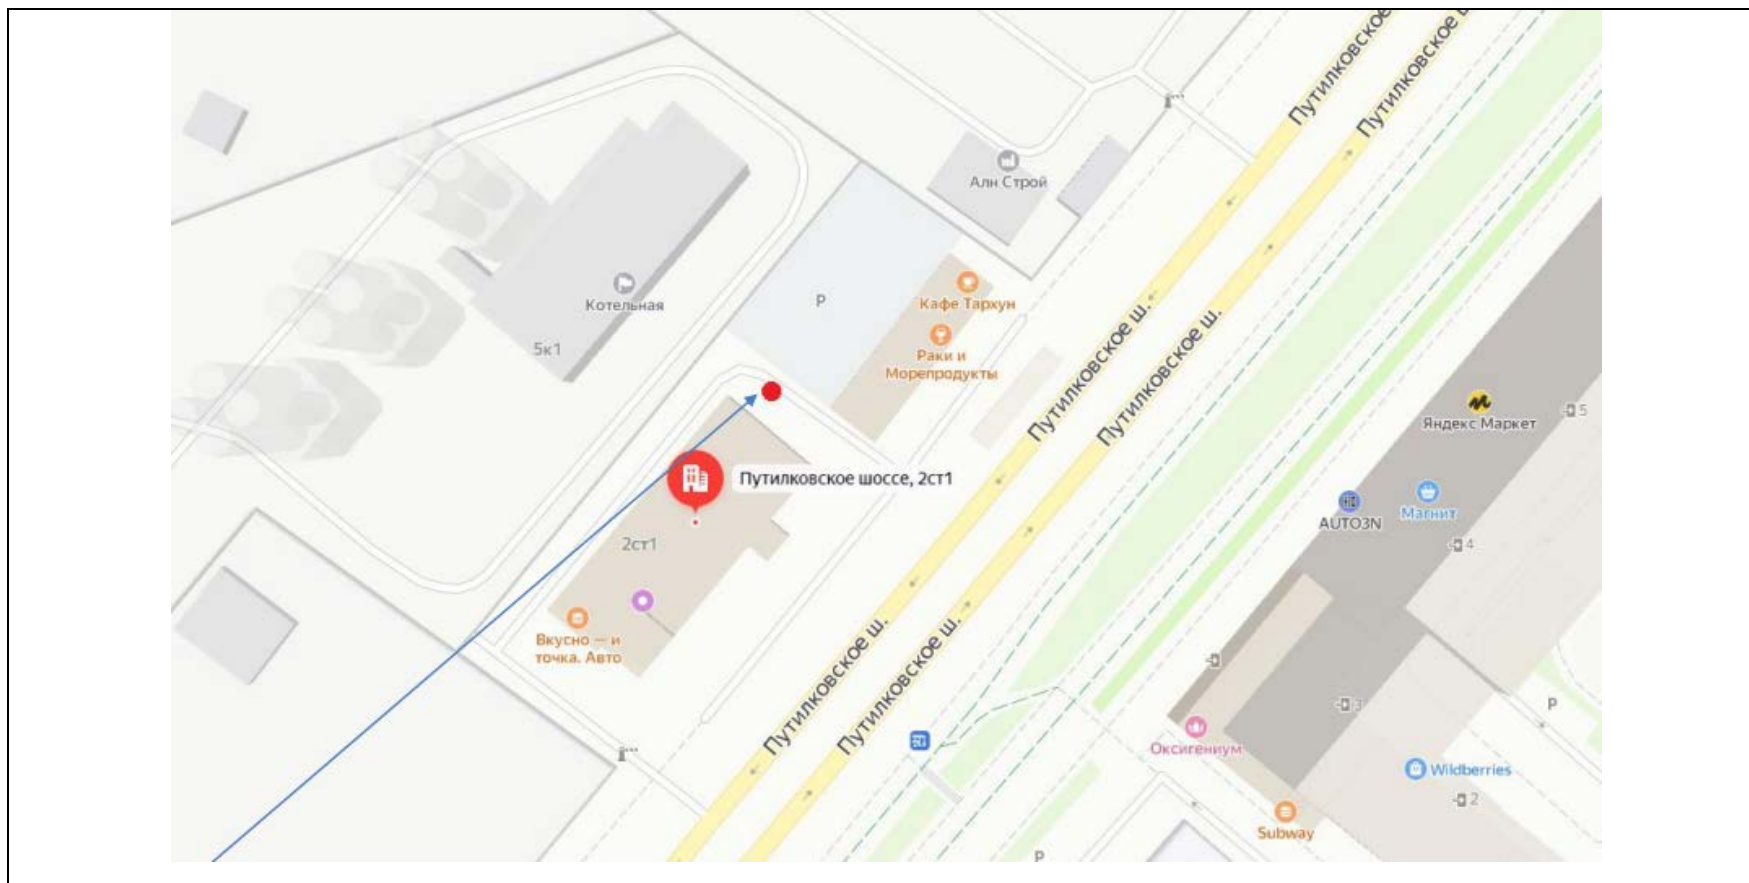 Путилковское
Путилковское ш.
Алн Строй
Котельная
5к1
P
Кафе Тархун
Раки и
Морепродукты
Путилковское ш.
Путилковское ш.
Яндекс Маркет
5
Путилковское шоссе, 2ст1
AUTO3N
Магнит
4
2ст1
Вкусно — и
точка. Авто
Путилковское ш.
Путилковское ш.
3
P
Оксигениум
Wildberries
2
Subway
P